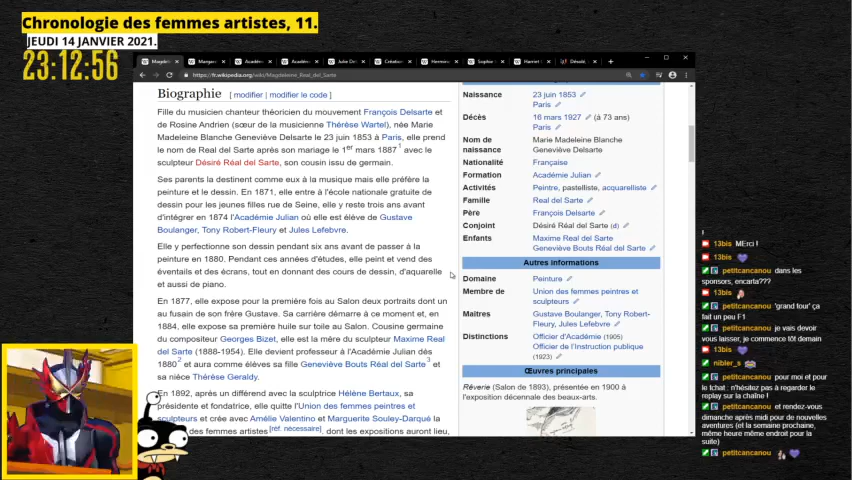 Chronologie des femmes artistes, 11.
JEUDI 14 JANVIER 2021.
23:12:56
https://fr.wikipedia.org/wiki/Magdeleine_Real_del_Sarte
Biographie [ modifier | modifier le code ]
Fille du musicien chanteur théoricien du mouvement François Delsarte et
de Rosine Andrien (sœur de la musicienne Thérèse Wartel), née Marie
Madeleine Blanche Geneviève Delsarte le 23 juin 1853 à Paris, elle prend
le nom de Real del Sarte après son mariage le 1er mars 1887 1 avec le
sculpteur Désiré Réal del Sarte, son cousin issu de germain.
Ses parents la destinent comme eux à la musique mais elle préfère la
peinture et le dessin. En 1871, elle entre à l'école nationale gratuite de
dessin pour les jeunes filles rue de Seine, elle y reste trois ans avant
d'intégrer en 1874 l'Académie Julian où elle est élève de Gustave
Boulanger, Tony Robert-Fleury et Jules Lefebvre.
Elle y perfectionne son dessin pendant six ans avant de passer à la
peinture en 1880. Pendant ces années d'études, elle peint et vend des
éventails et des écrans, tout en donnant des cours de dessin, d'aquarelle
et aussi de piano.
En 1877, elle expose pour la première fois au Salon deux portraits dont un
au fusain de son frère Gustave. Sa carrière démarre à ce moment et, en
1884, elle expose sa première huile sur toile au Salon. Cousine germaine
du compositeur Georges Bizet, elle est la mère du sculpteur Maxime Real
del Sarte (1888-1954). Elle devient professeur à l'Académie Julian dès
1880 2 et aura comme élèves sa fille Geneviève Bouts Réal del Sarte 3 et
sa nièce Thérèse Geraldy.
En 1892, après un différend avec la sculptrice Hélène Bertaux, sa
présidente et fondatrice, elle quitte l'Union des femmes peintres et
sculpteurs et crée avec Amélie Valentino et Marguerite Souley-Darqué la
des femmes artistes [réf. nécessaire], dont les expositions auront lieu,
Naissance 23 juin 1853
Paris
Décès 16 mars 1927 (à 73 ans)
Paris
Nom de naissance Marie Madeleine Blanche
Geneviève Delsarte
Nationalité Française
Formation Académie Julian
Activités Peintre, pastelliste, acquarelliste
Famille Real del Sarte
Père François Delsarte
Conjoint Désiré Réal del Sarte (d)
Enfants Maxime Real del Sarte
Geneviève Bouts Réal del Sarte
Autres informations
Domaine Peinture
Membre de Union des femmes peintres et
sculpteurs
Maitres Gustave Boulanger, Tony Robert-
Fleury, Jules Lefebvre
Distinctions Officier d'Académie (1905)
Officier de l'Instruction publique
(1923)
Œuvres principales
Rêverie (Salon de 1893), présentée en 1900 à
l'exposition décennale des beaux-arts.
!
13bis MErci !
13bis
petitcancanou dans les
sponsors, encarta???
13bis
petitcancanou 'grand tour' ça
fait un peu F1
petitcancanou je vais devoir
vous laisser, je commence tôt demain
13bis
nibler_s
petitcancanou pour moi et pour
le tchat : n'hésitez pas à regarder le
replay sur la chaîne !
petitcancanou et rendez-vous
dimanche après midi pour de nouvelles
aventures (et la semaine prochaine,
même heure même endroit pour la
suite)
petitcancanou